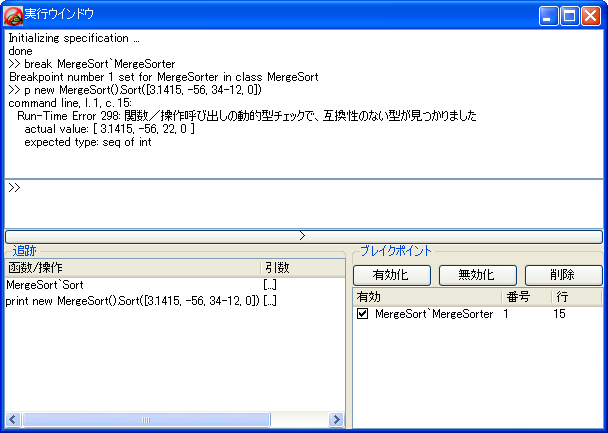 実行ウインドウ
Initializing specification ...
done
>> break MergeSort`MergeSorter
Breakpoint number 1 set for MergeSorter in class MergeSort
>> p new MergeSort().Sort([3.1415, -56, 34-12, 0])
command line, l. 1, c. 15:
Run-Time Error 298: 関数／操作呼び出しの動的型チェックで、互換性のない型が見つかりました
actual value: [ 3.1415, -56, 22, 0 ]
expected type: seq of int
>>
>
追跡
函数/操作 引数
MergeSort`Sort [...]
print new MergeSort().Sort([3.1415, -56, 34-12, 0]) [...]
ブレイクポイント
有効化 無効化 削除
有効 番号 行
MergeSort`MergeSorter 1 15